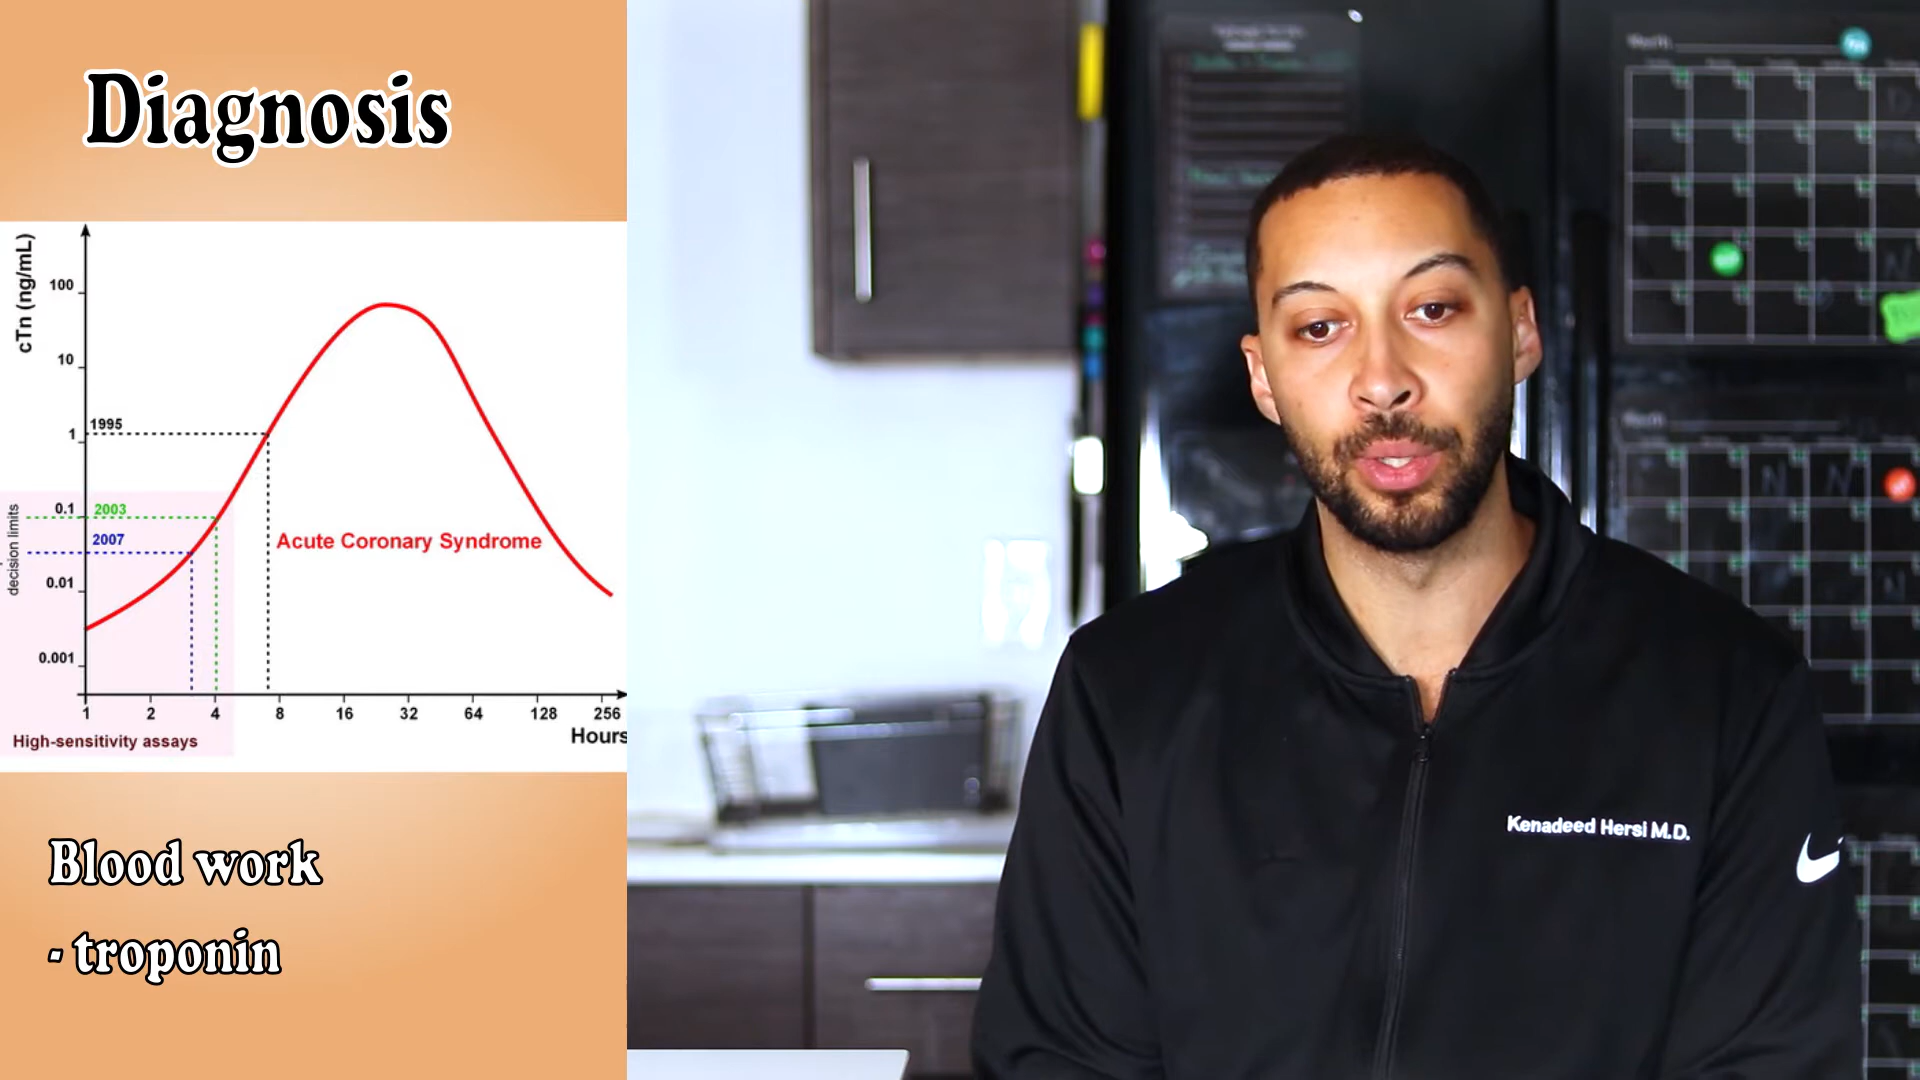 Diagnosis
cTn (ng/mL)
100
10
1995
1
0.1
2003
2007
decision limits
Acute Coronary Syndrome
0.01
0.001
1 2 4 8 16 32 64 128 256
Hours
High-sensitivity assays
Blood work
- troponin
Kenadeed Hersi M.D.